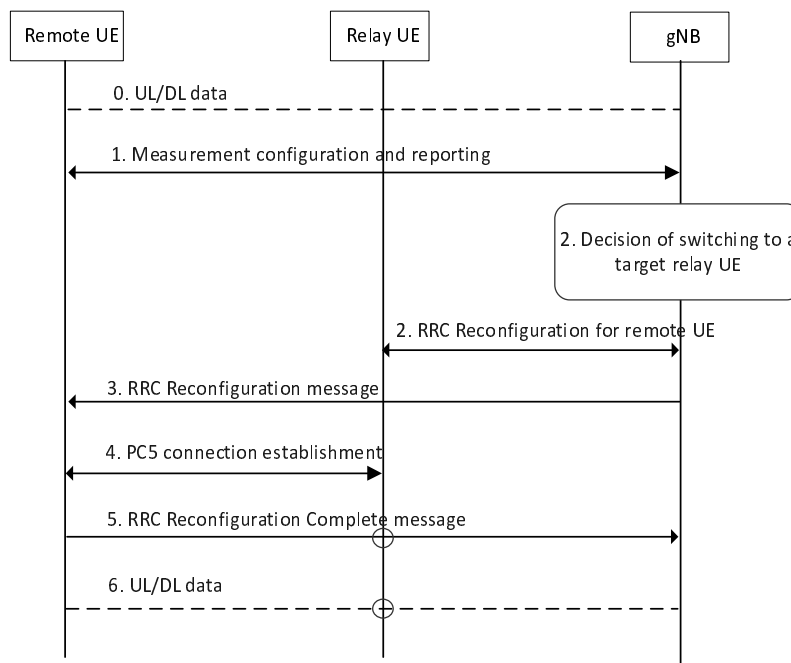 Remote UE
Relay UE
gNB
0. UL/DL data
1. Measurement configuration and reporting
2. Decision of switching to a
target relay UE
2. RRC Reconfiguration for remote UE
3. RRC Reconfiguration message
4. PC5 connection establishment
5. RRC Reconfiguration Complete message
6. UL/DL data